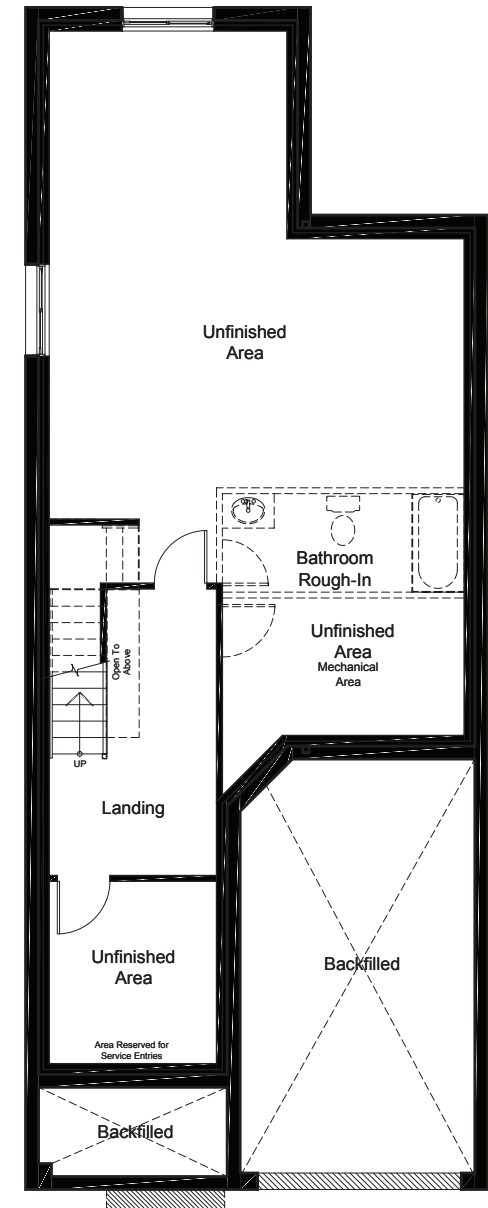 Unfinished
Area
Bathroom
Rough-In
Unfinished
Area
Mechanical
Area
Open To
Above
UP
Landing
Unfinished
Area
Area Reserved for
Service Entries
Backfilled
Backfilled